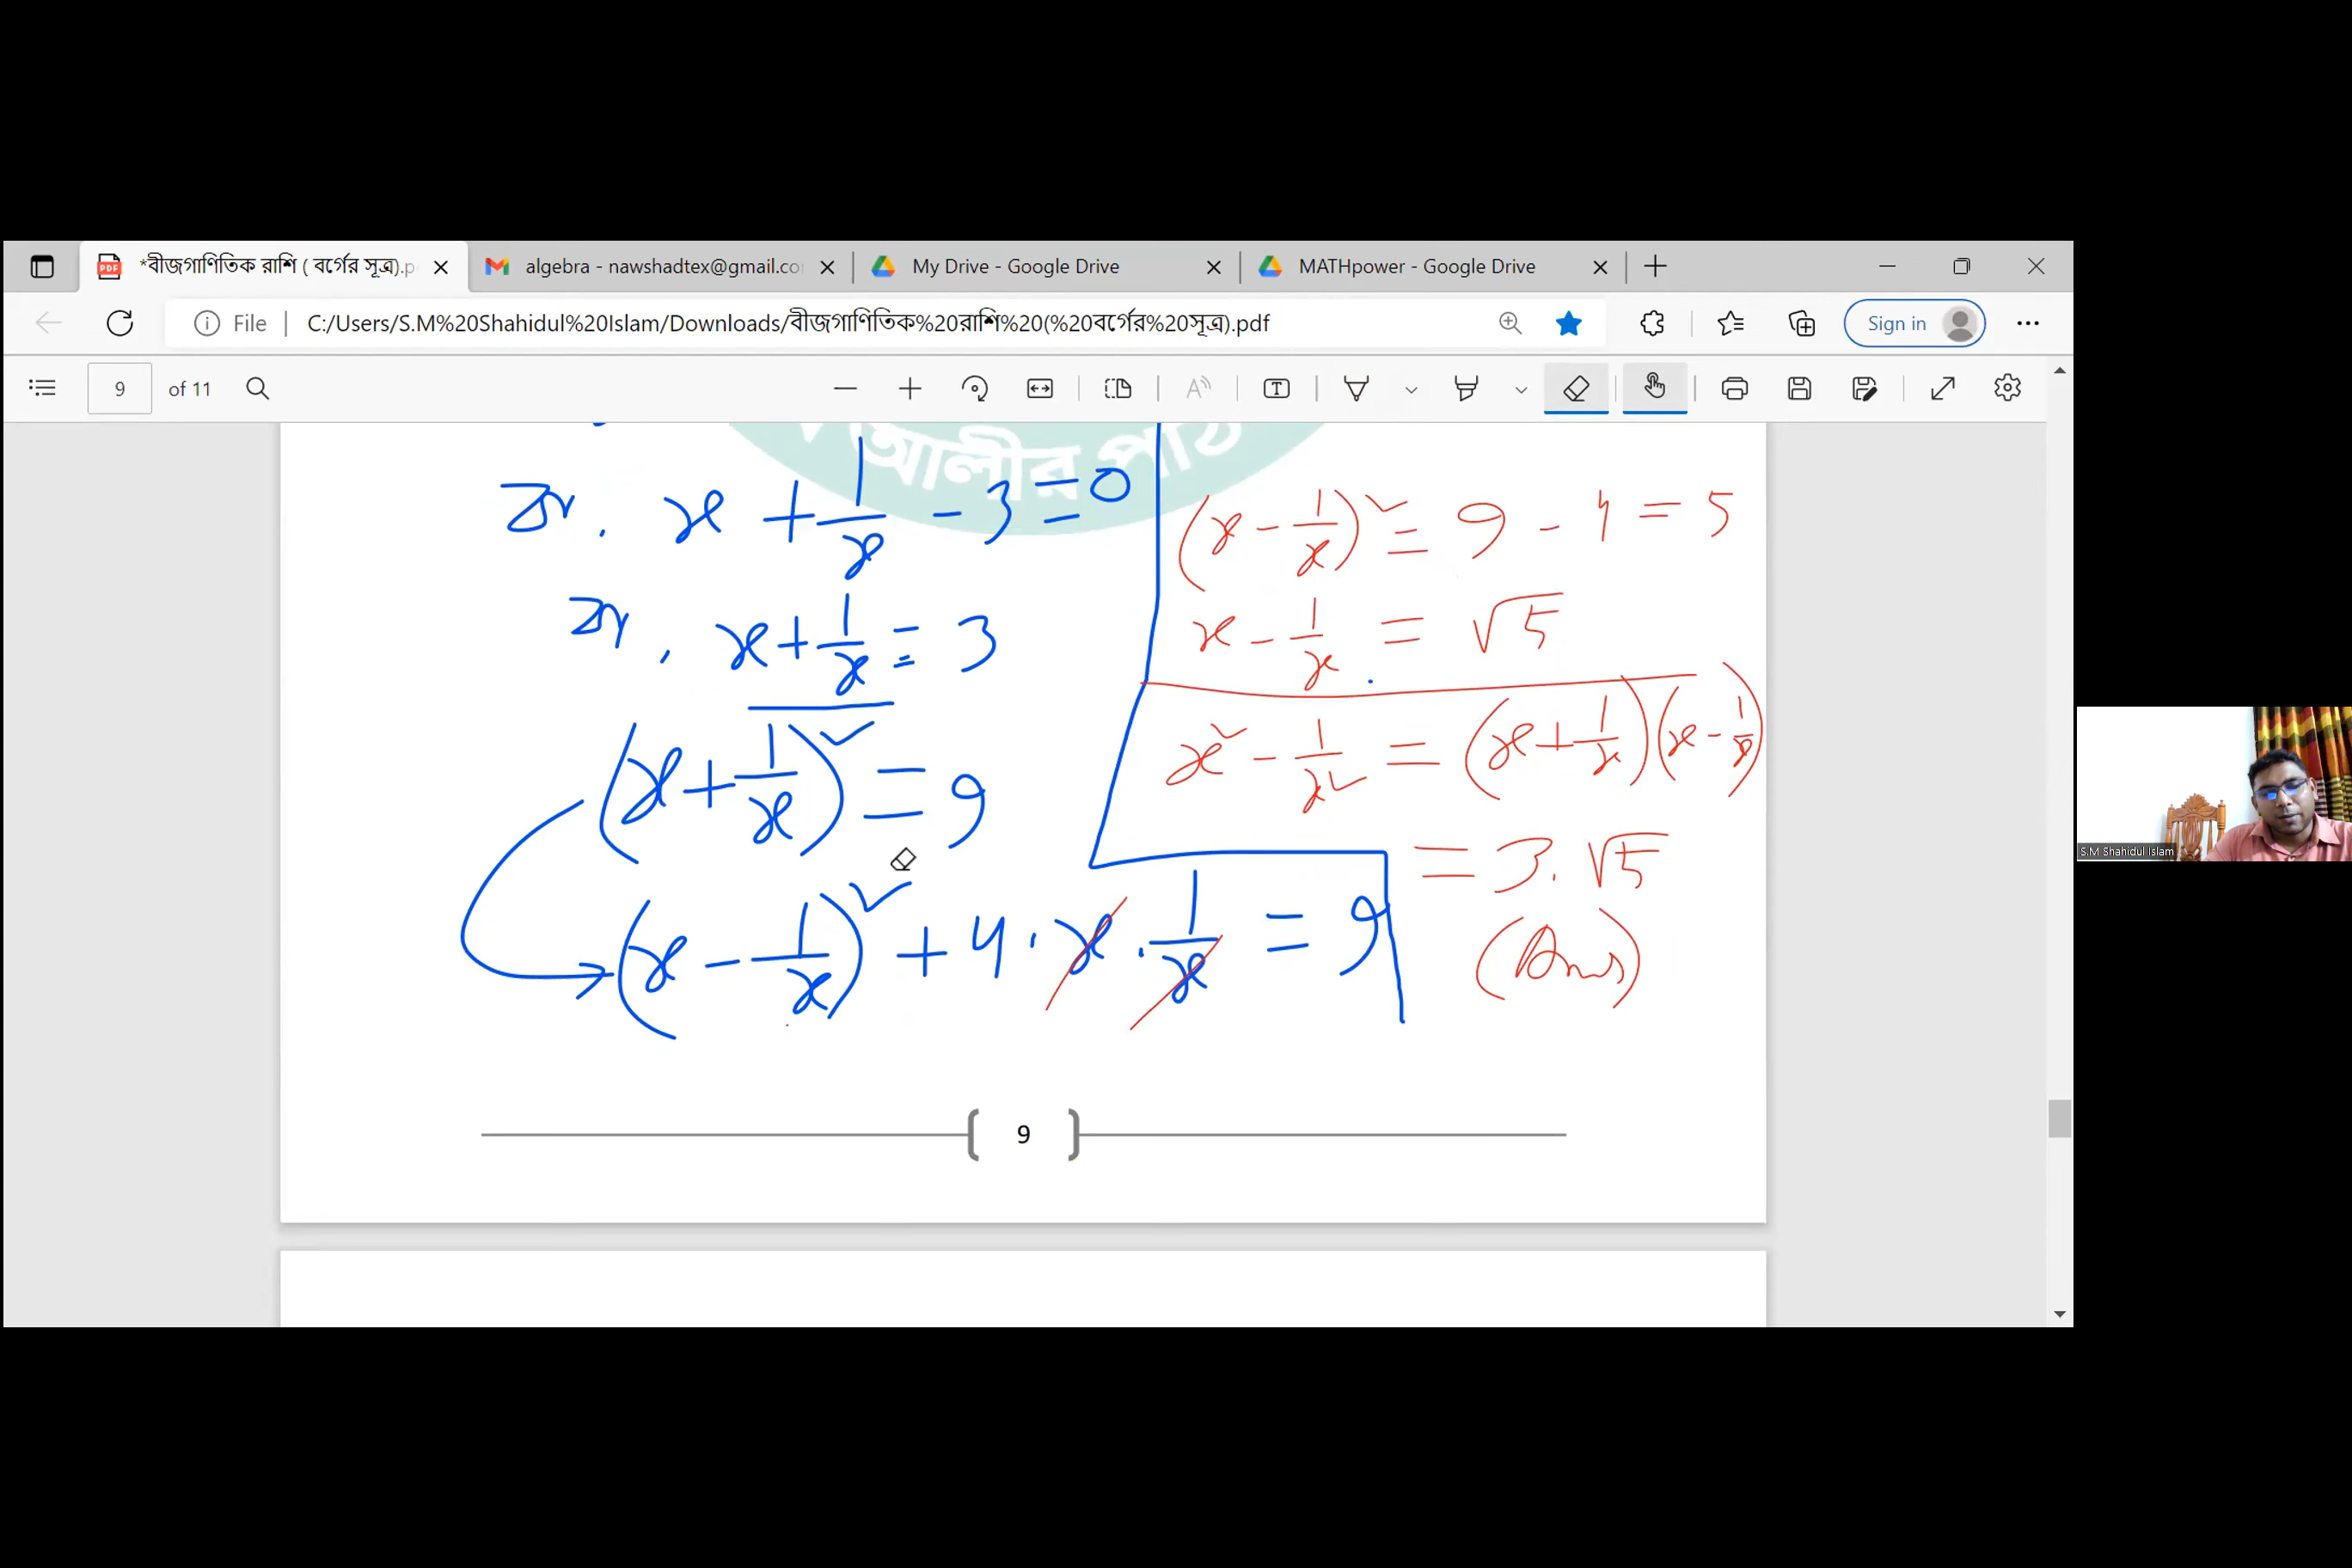 *বীজগাণিতিক রাশি ( বর্গের সূত্র).p
algebra - nawshadtex@gmail.co
My Drive - Google Drive
MATHpower - Google Drive
File
C:/Users/S.M%20Shahidul%20Islam/Downloads/বীজগাণিতিক%20রাশি%20(%20বর্গের%20সূত্র).pdf
Sign in
9 of 11
আলীর পাঠ
বা, x + 1/x - 3 = 0
বা, x + 1/x = 3
(x + 1/x)² = 9
(x - 1/x)² + 4 · x · 1/x = 9
(x - 1/x)² = 9 - 4 = 5
x - 1/x = √5
x² - 1/x² = (x + 1/x)(x - 1/x)
= 3. √5
(Ans)
9
S.M Shahidul Islam